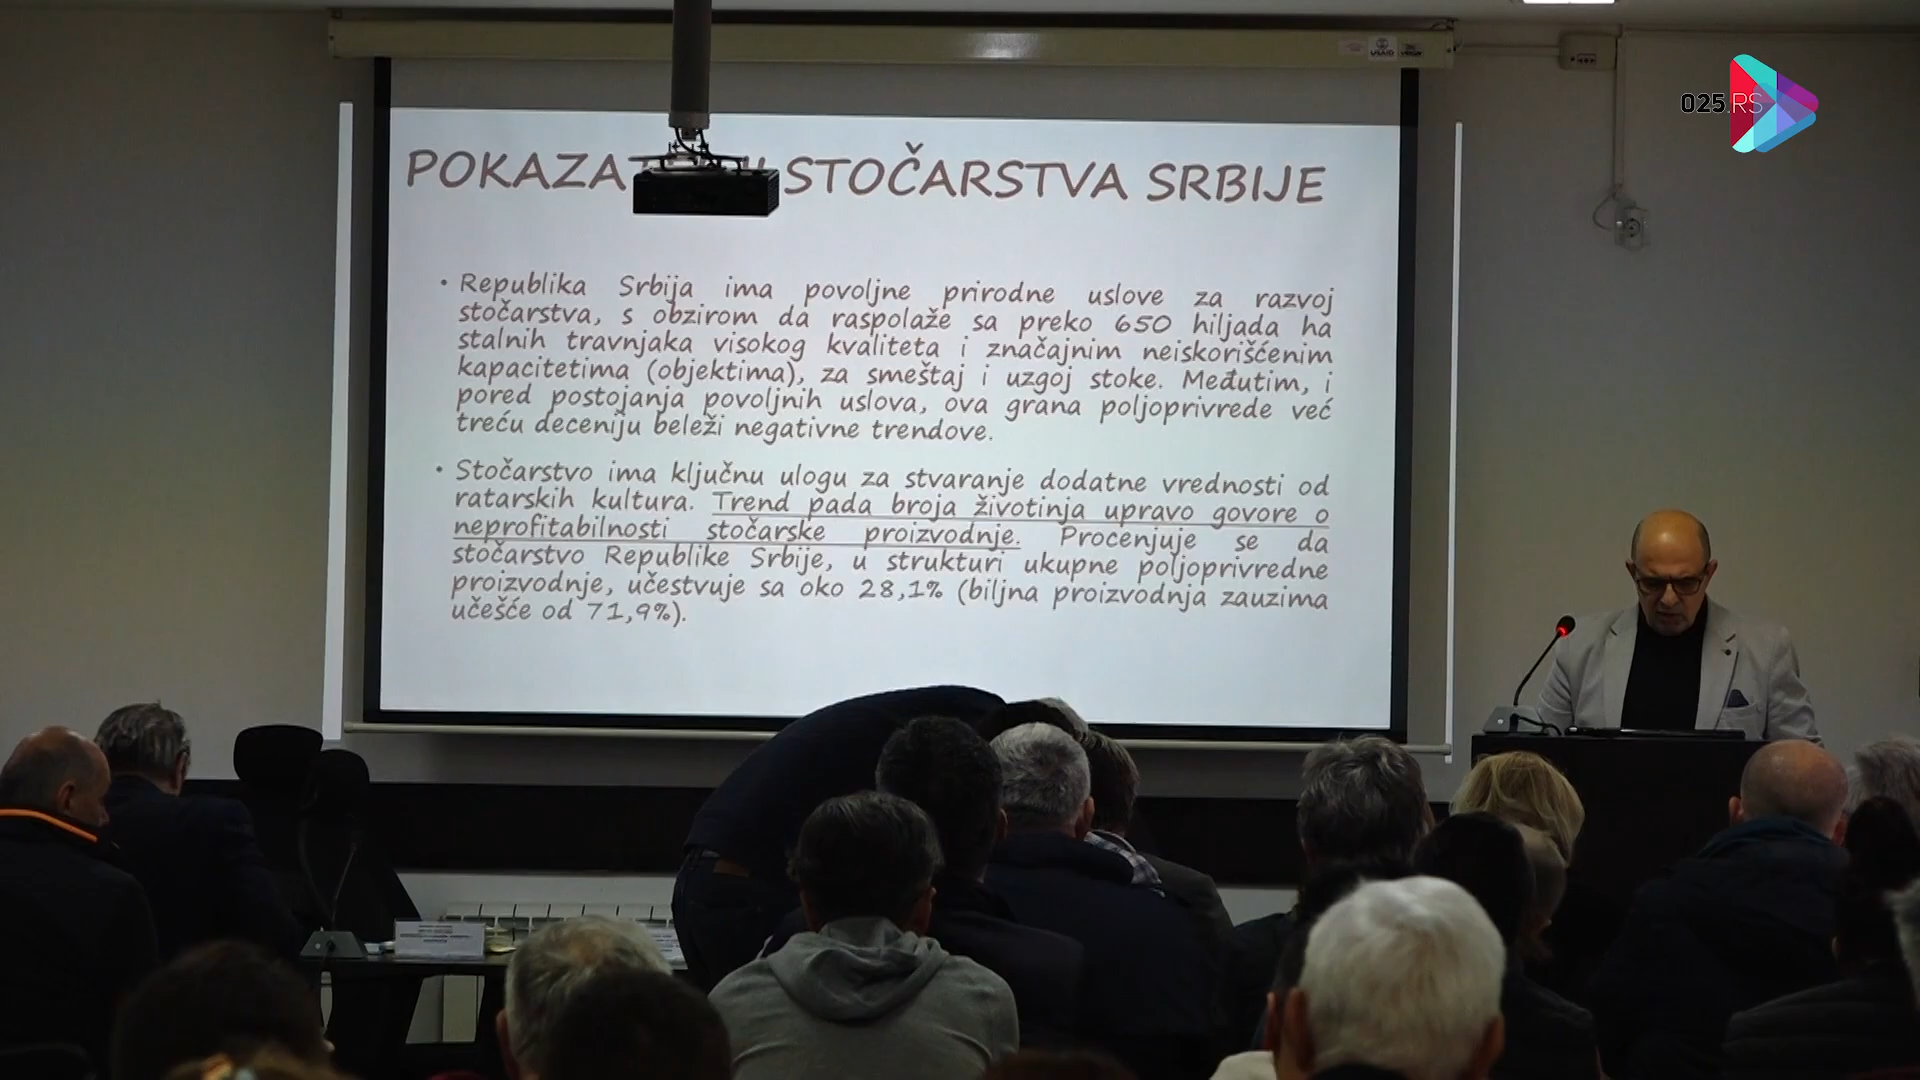 025.RS
USAID
STOČARSTVA SRBIJE
• Republika Srbija ima povoljne prirodne uslove za razvoj
stočarstva, s obzirom da raspolaže sa preko 650 hiljada ha
stalnih travnjaka visokog kvaliteta i značajnim neiskorišćenim
kapacitetima (objektima), za smeštaj i uzgoj stoke. Međutim, i
pored postojanja povoljnih uslova, ova grana poljoprivrede već
treću deceniju beleži negativne trendove.
• Stočarstvo ima ključnu ulogu za stvaranje dodatne vrednosti od
ratarskih kultura. Trend pada broja životinja upravo govore o
neprofitabilnosti stočarske proizvodnje. Procenjuje se da
stočarstvo Republike Srbije, u strukturi ukupne poljoprivredne
proizvodnje, učestvuje sa oko 28,1% (biljna proizvodnja zauzima
učešće od 71,9%).